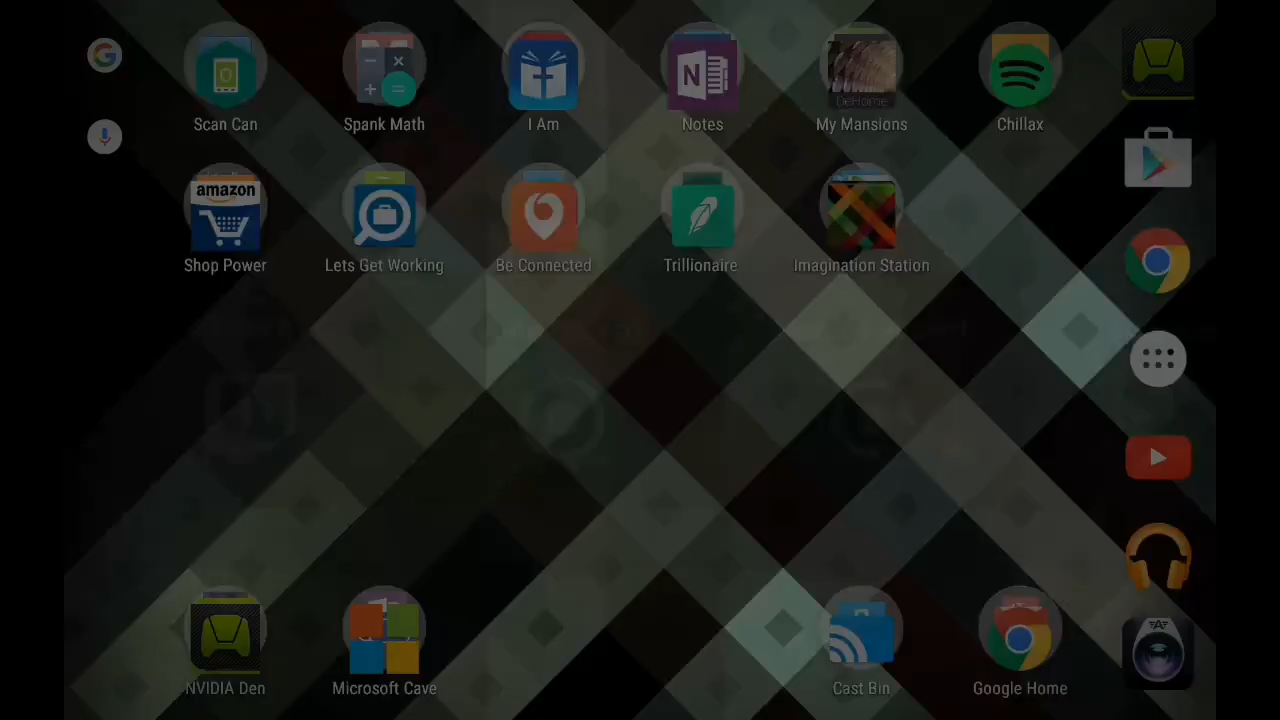 Scan Can
Spank Math
I Am
Notes
My Mansions
Chillax
DeHome
N
amazon
Shop Power
Lets Get Working
Be Connected
Trillionaire
Imagination Station
NVIDIA Den
Microsoft Cave
Cast Bin
Google Home